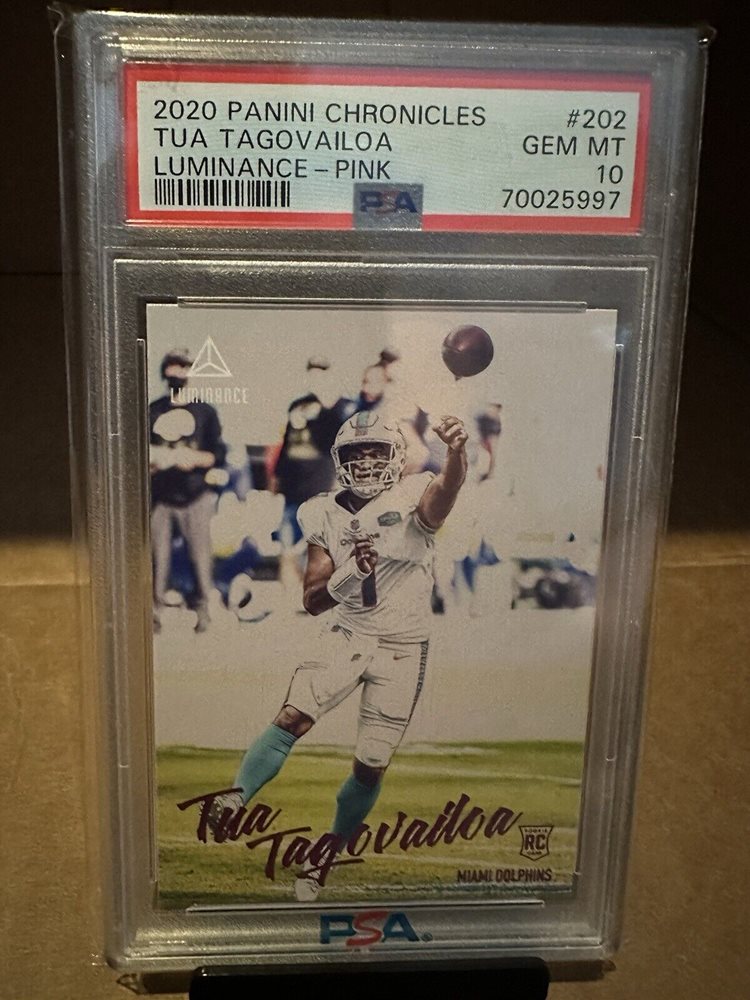 2020 PANINI CHRONICLES #202
TUA TAGOVAILOA GEM MT
LUMINANCE - PINK 10
PSA 70025997
LUMINANCE
1
Tua
Tagovailoa
ROOKIE
RC
MIAMI DOLPHINS
PSA®